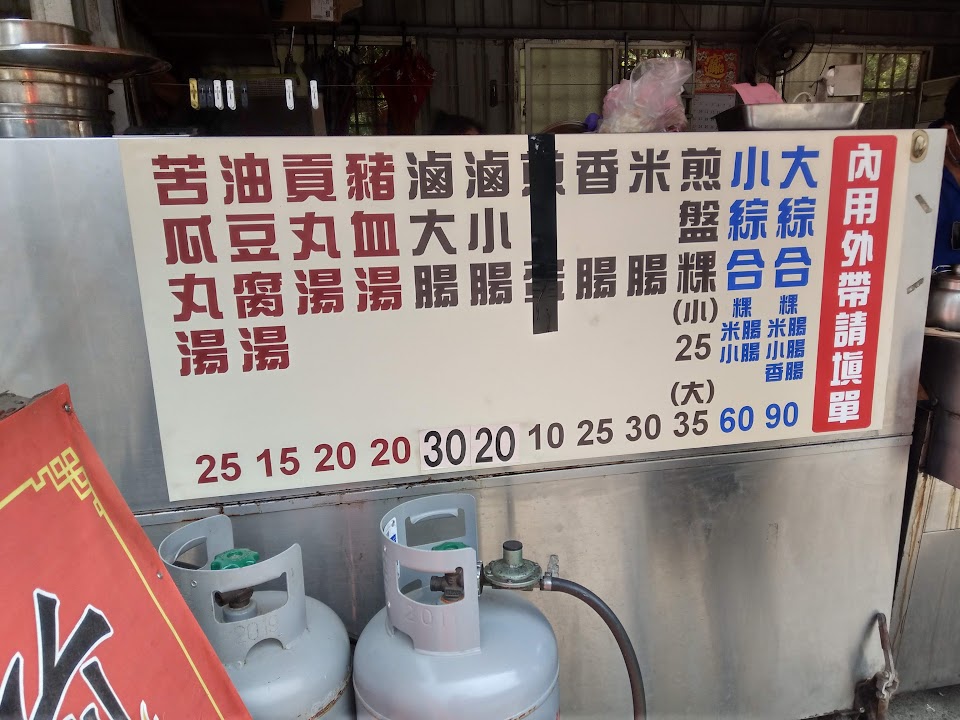 內用外帶請填單
大綜合 粿米腸小腸香腸 90
小綜合 粿米腸小腸 60
煎盤粿(小)25(大)35
米腸 30
香腸 25
10
滷小腸 20
滷大腸 30
豬血湯 20
貢丸湯 20
油豆腐湯 15
苦瓜丸湯 25
2011